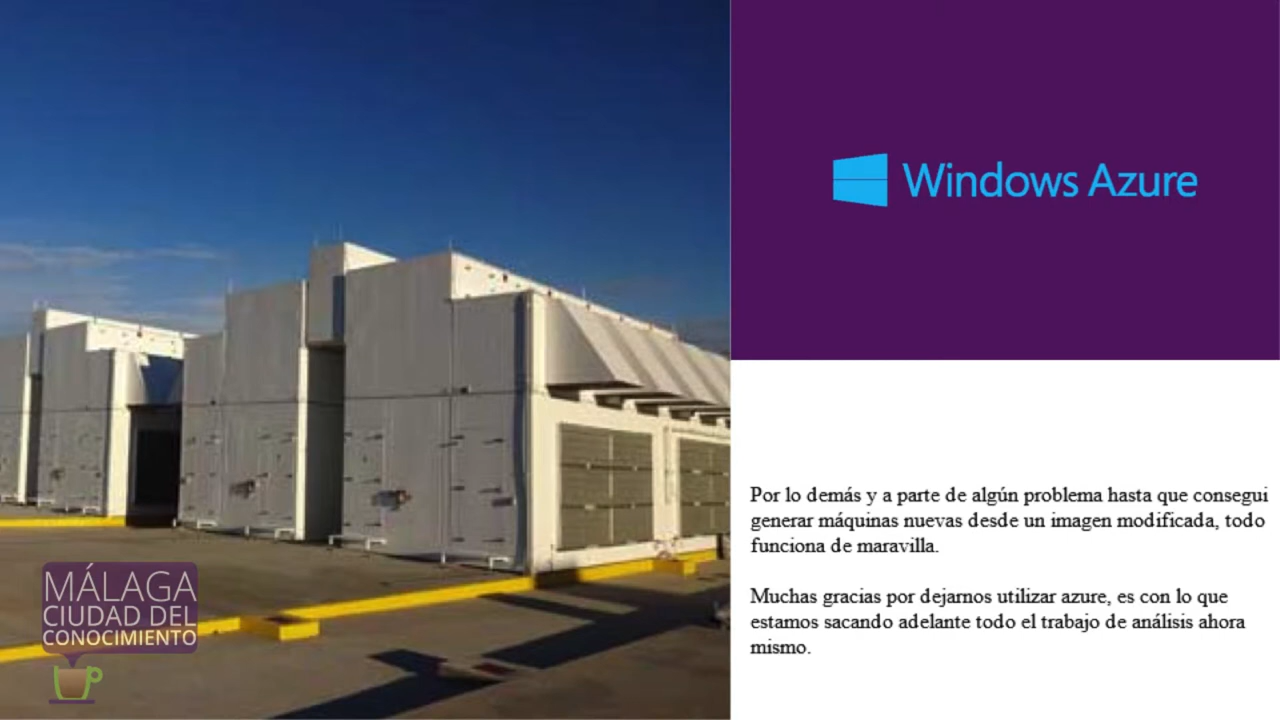 Windows Azure
Por lo demás y a parte de algún problema hasta que consegui
generar máquinas nuevas desde un imagen modificada, todo
funciona de maravilla.
Muchas gracias por dejarnos utilizar azure, es con lo que
estamos sacando adelante todo el trabajo de análisis ahora
mismo.
MÁLAGA
CIUDAD DEL
CONOCIMIENTO